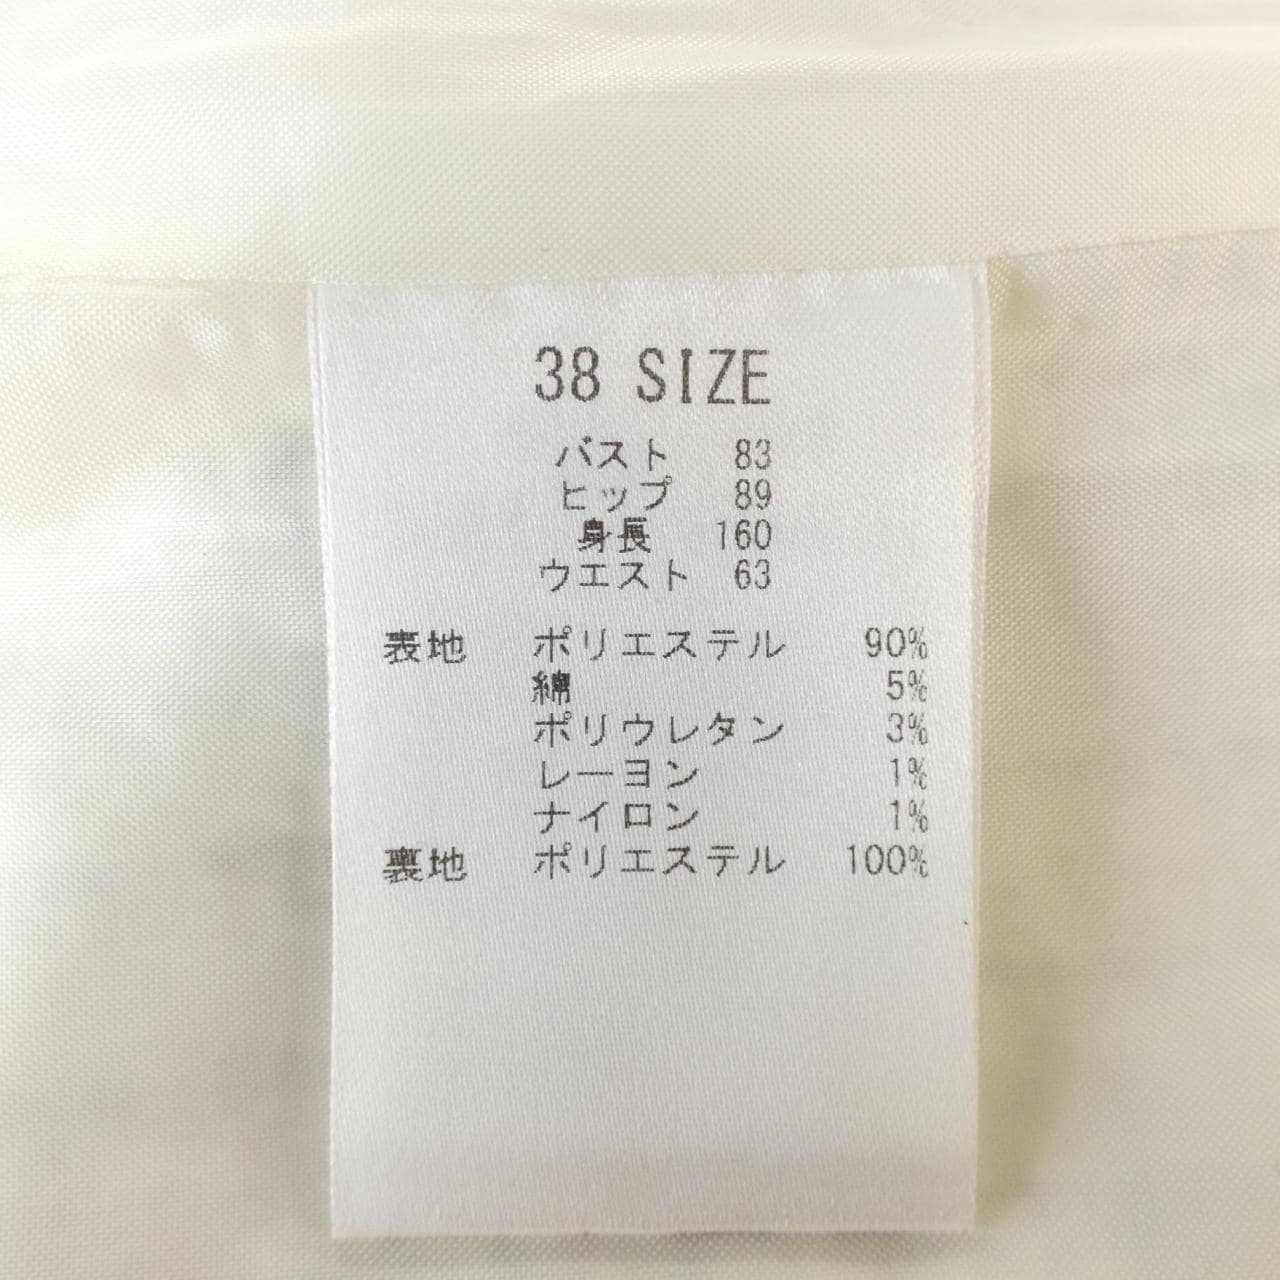 38 SIZE
バスト 83
ヒップ 89
身長 160
ウエスト 63
表地 ポリエステル 90%
綿 5%
ポリウレタン 3%
レーヨン 1%
ナイロン 1%
裏地 ポリエステル 100%